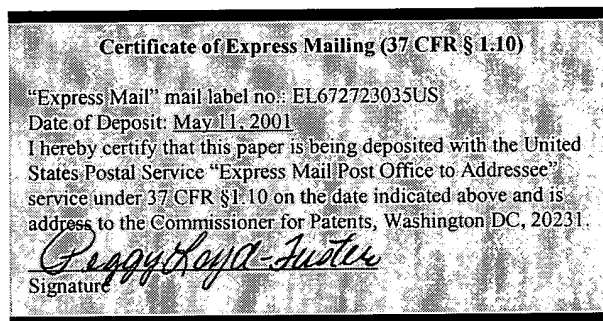 Certificate of Express Mailing (37 CFR § 1.10)
"Express Mail" mail label no.: EL672723035US
Date of Deposit: May 11, 2001
I hereby certify that this paper is being deposited with the United
States Postal Service "Express Mail Post Office to Addressee"
service under 37 CFR §1.10 on the date indicated above and is
address to the Commissioner for Patents, Washington DC, 20231.
Peggy Loyd-Fuster
Signature